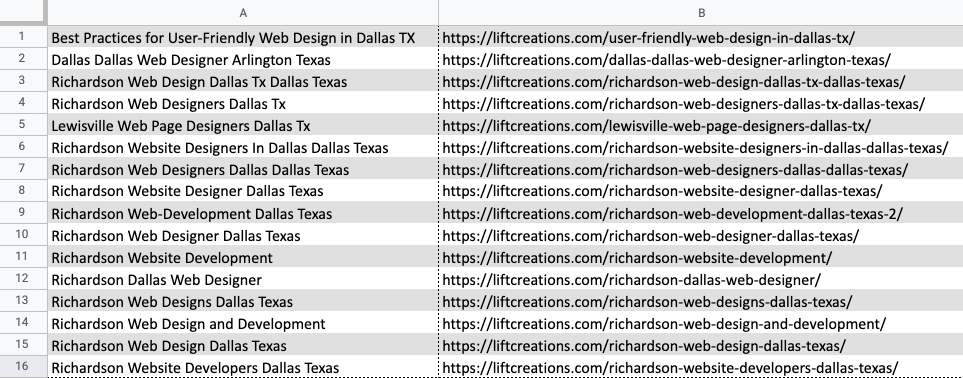 A B
1 Best Practices for User-Friendly Web Design in Dallas TX https://liftcreations.com/user-friendly-web-design-in-dallas-tx/
2 Dallas Dallas Web Designer Arlington Texas https://liftcreations.com/dallas-dallas-web-designer-arlington-texas/
3 Richardson Web Design Dallas Tx Dallas Texas https://liftcreations.com/richardson-web-design-dallas-tx-dallas-texas/
4 Richardson Web Designers Dallas Tx https://liftcreations.com/richardson-web-designers-dallas-tx-dallas-texas/
5 Lewisville Web Page Designers Dallas Tx https://liftcreations.com/lewisville-web-page-designers-dallas-tx/
6 Richardson Website Designers In Dallas Dallas Texas https://liftcreations.com/richardson-website-designers-in-dallas-dallas-texas/
7 Richardson Web Designers Dallas Dallas Texas https://liftcreations.com/richardson-web-designers-dallas-dallas-texas/
8 Richardson Website Designer Dallas Texas https://liftcreations.com/richardson-website-designer-dallas-texas/
9 Richardson Web-Development Dallas Texas https://liftcreations.com/richardson-web-development-dallas-texas-2/
10 Richardson Web Designer Dallas Texas https://liftcreations.com/richardson-web-designer-dallas-texas/
11 Richardson Website Development https://liftcreations.com/richardson-website-development/
12 Richardson Dallas Web Designer https://liftcreations.com/richardson-dallas-web-designer/
13 Richardson Web Designs Dallas Texas https://liftcreations.com/richardson-web-designs-dallas-texas/
14 Richardson Web Design and Development https://liftcreations.com/richardson-web-design-and-development/
15 Richardson Web Design Dallas Texas https://liftcreations.com/richardson-web-design-dallas-texas/
16 Richardson Website Developers Dallas Texas https://liftcreations.com/richardson-website-developers-dallas-texas/